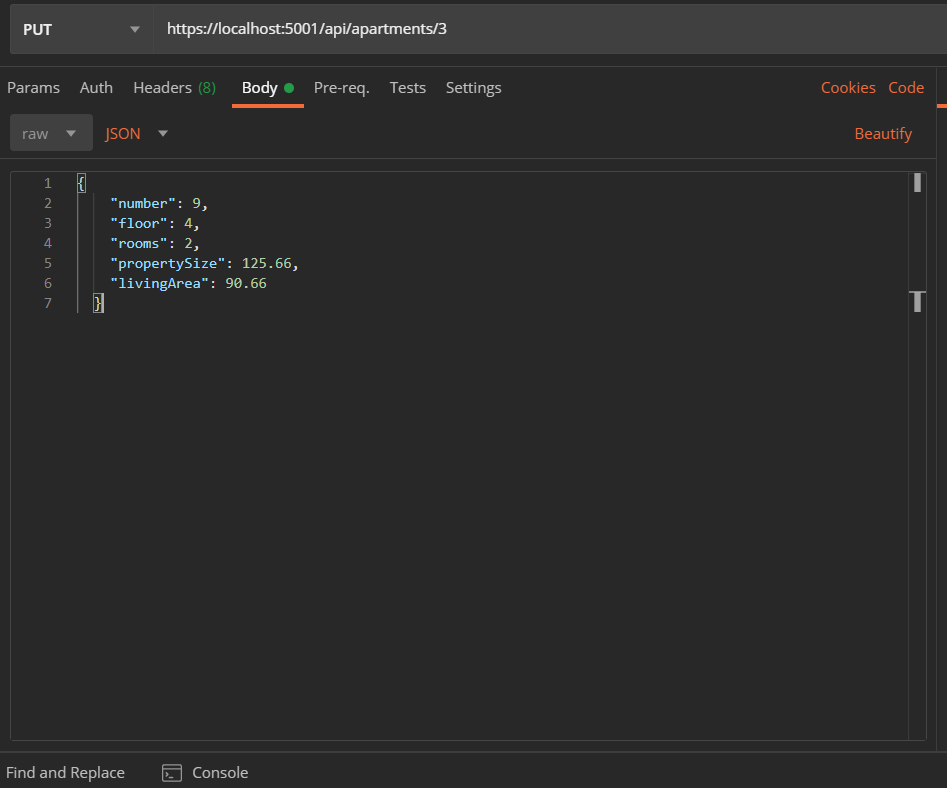 PUT https://localhost:5001/api/apartments/3
Params Auth Headers (8) Body Pre-req. Tests Settings Cookies Code
raw JSON Beautify
1 {
2 "number": 9,
3 "floor": 4,
4 "rooms": 2,
5 "propertySize": 125.66,
6 "livingArea": 90.66
7 }
Find and Replace Console